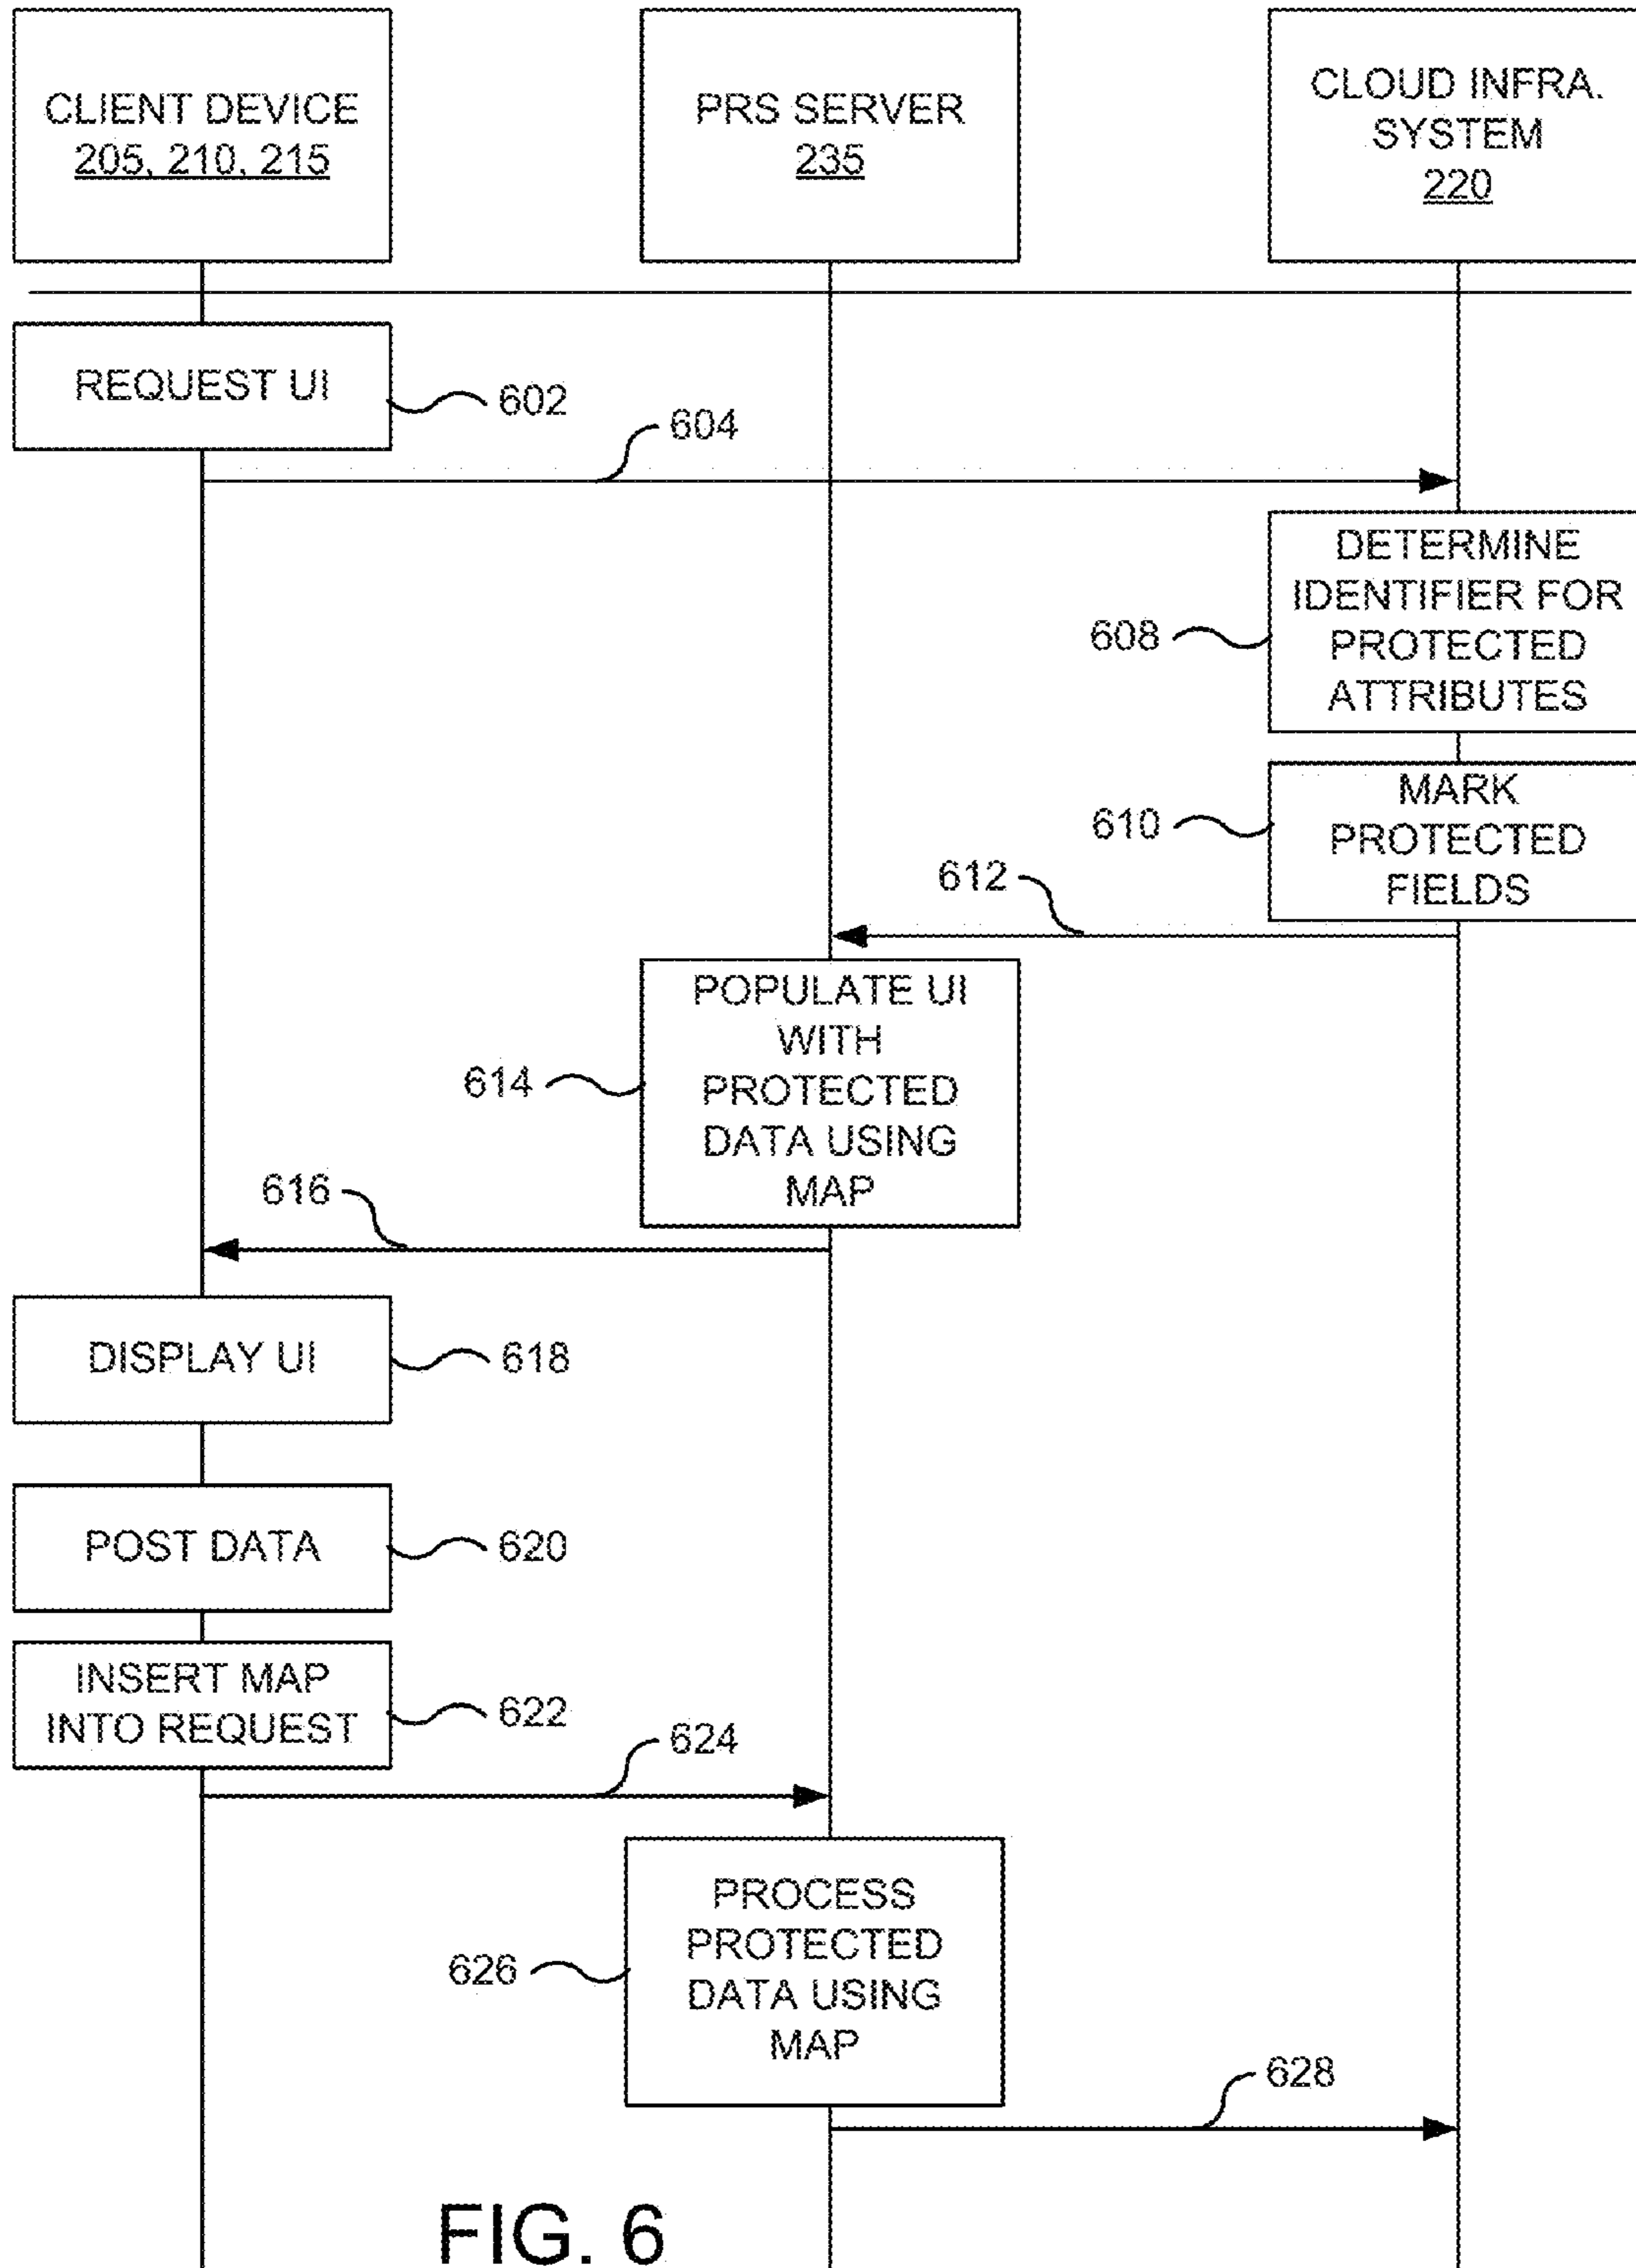 CLIENT DEVICE
205, 210, 215
PRS SERVER
235
CLOUD INFRA.
SYSTEM
220
REQUEST UI
602
604
DETERMINE
IDENTIFIER FOR
PROTECTED
ATTRIBUTES
608
MARK
PROTECTED
FIELDS
610
612
POPULATE UI
WITH
PROTECTED
DATA USING
MAP
614
616
DISPLAY UI
618
POST DATA
620
INSERT MAP
INTO REQUEST
622
624
PROCESS
PROTECTED
DATA USING
MAP
626
628
FIG. 6